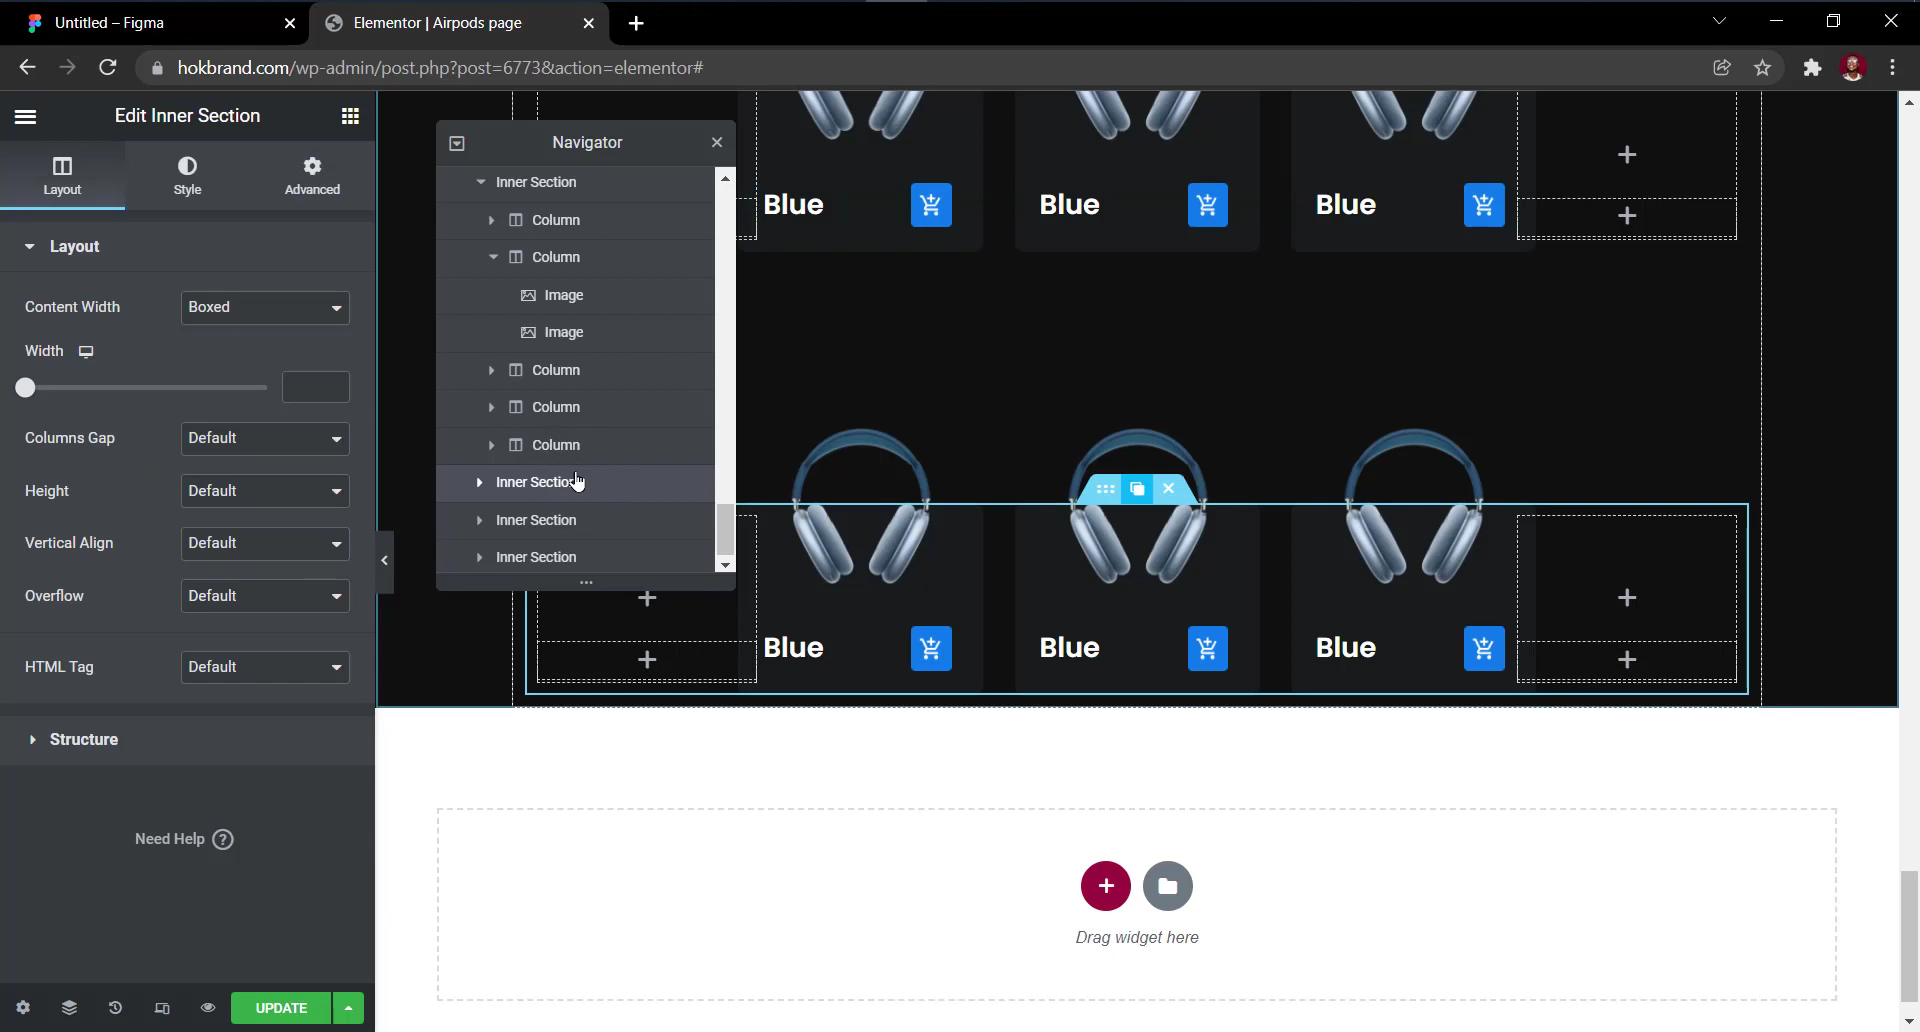 Untitled – Figma
Elementor | Airpods page
hokbrand.com/wp-admin/post.php?post=6773&action=elementor#
Edit Inner Section
Layout
Style
Advanced
Layout
Content Width
Boxed
Width
Columns Gap
Default
Height
Default
Vertical Align
Default
Overflow
Default
HTML Tag
Default
Structure
Need Help ?
UPDATE
Navigator
Inner Section
Column
Column
Image
Image
Column
Column
Column
Inner Section
Inner Section
Inner Section
Blue
Blue
Blue
Blue
Blue
Blue
Drag widget here